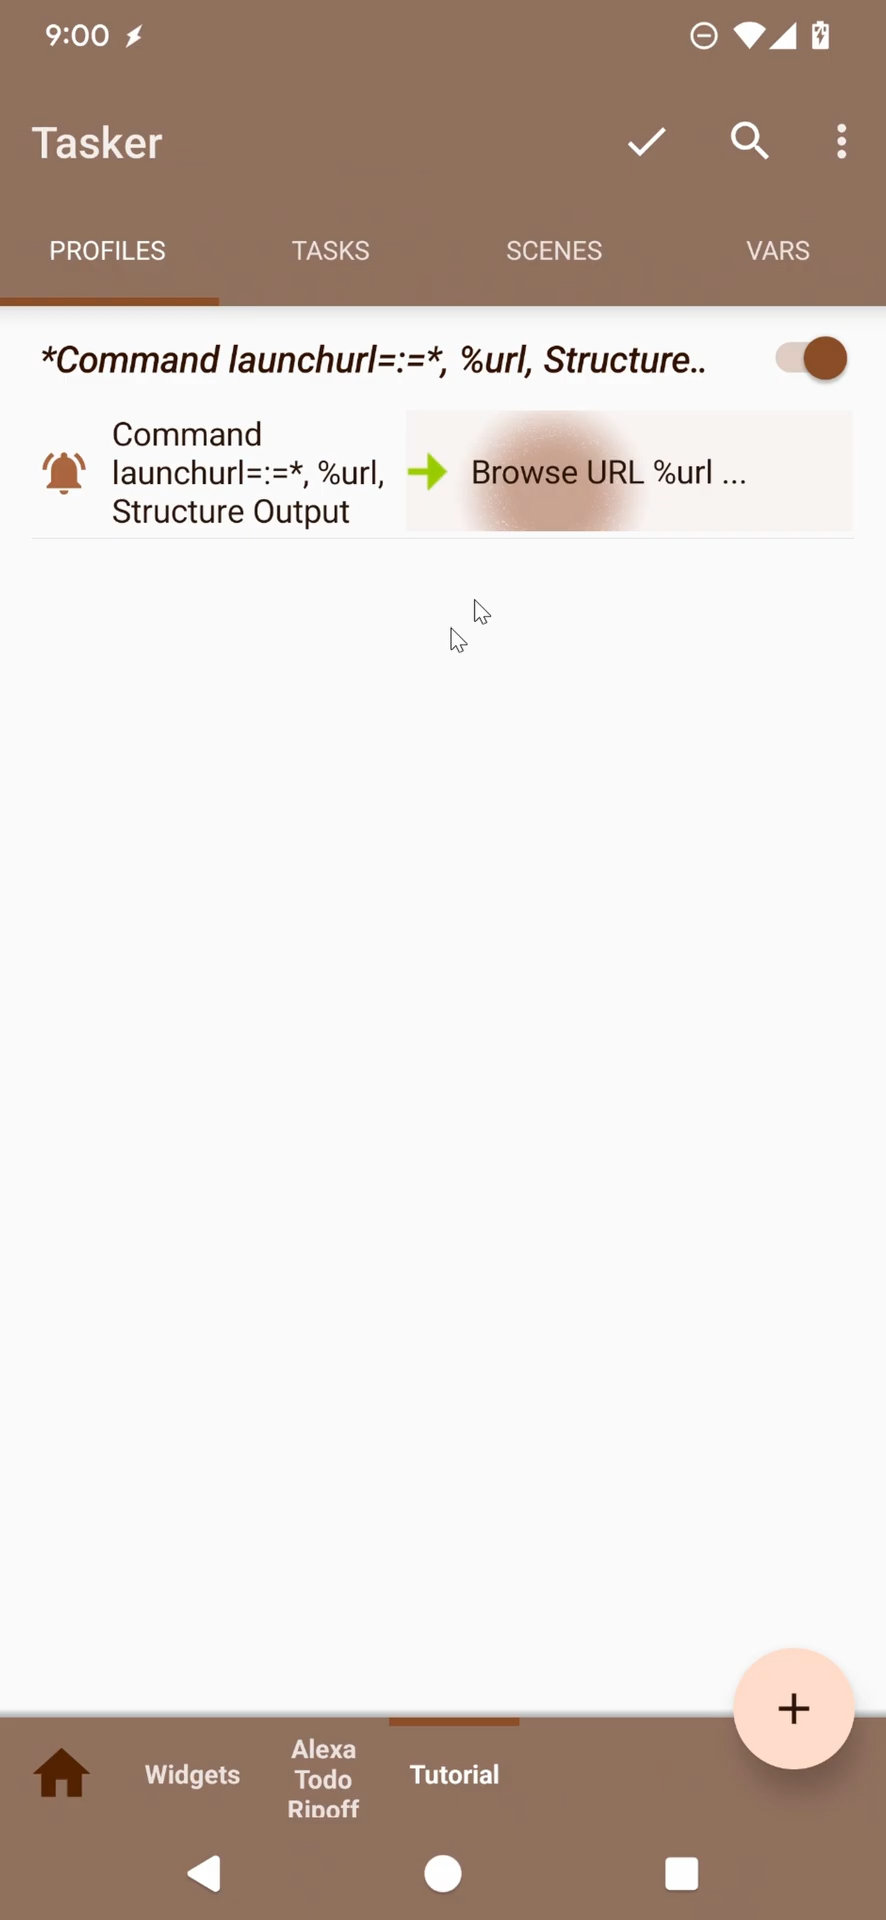 9:00
Tasker
PROFILES TASKS SCENES VARS
*Command launchurl=:=*, %url, Structure..
Command
launchurl=:=*, %url,
Structure Output
Browse URL %url ...
Widgets
Alexa
Todo
Ripoff
Tutorial